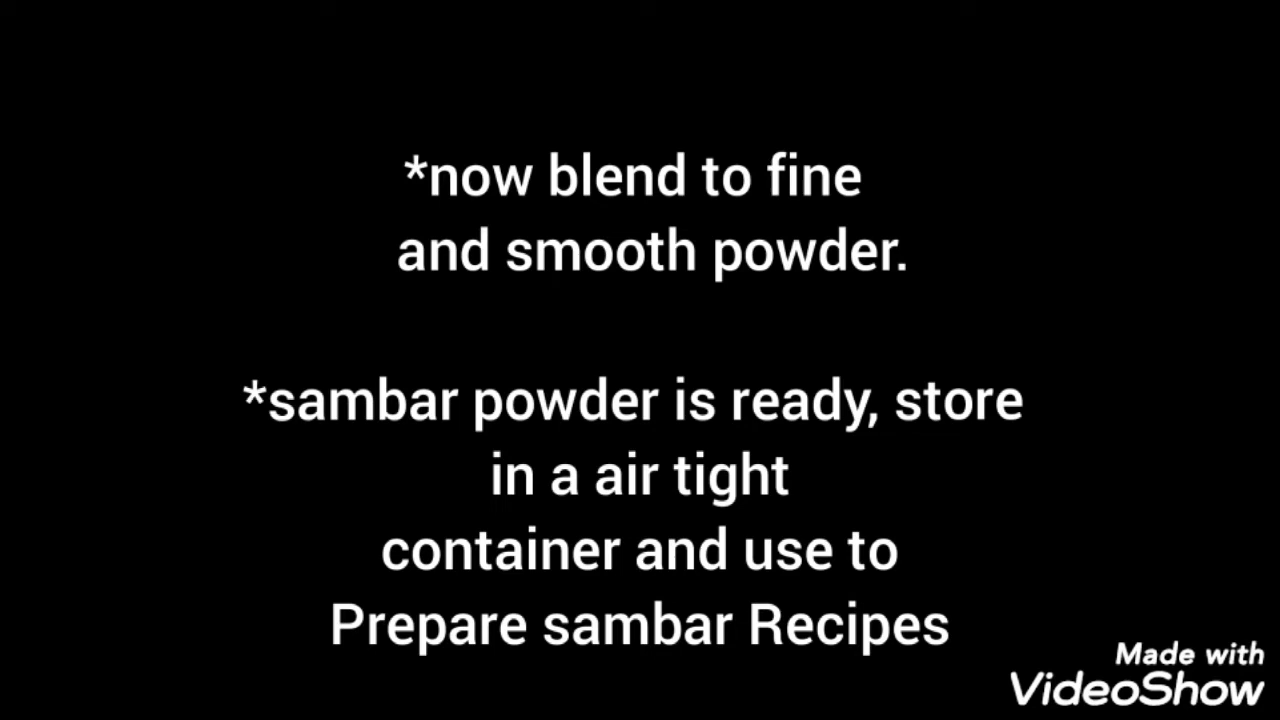 *now blend to fine
and smooth powder.
*sambar powder is ready, store
in a air tight
container and use to
Prepare sambar Recipes
Made with
VideoShow